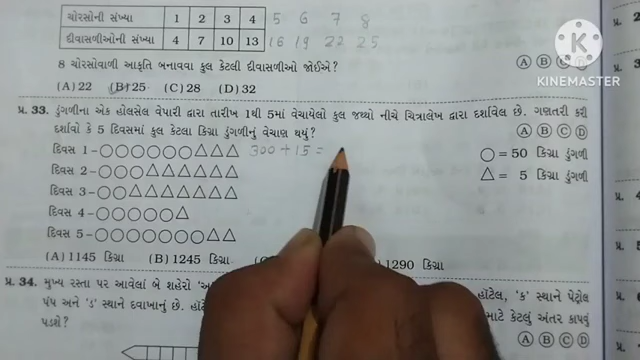 ચોરસોની સંખ્યા 1 2 3 4 5 6 7 8
દીવાસળીઓની સંખ્યા 4 7 10 13 16 19 22 25
8 ચોરસોવાળી આકૃતિ બનાવવા કુલ કેટલી દીવાસળીઓ જોઈએ? A B
(A) 22 (B) 25 (C) 28 (D) 32
KINEMASTER
પ્ર. 33. ડુંગળીના એક હોલસેલ વેપારી દ્વારા તારીખ 1થી 5માં વેચાયેલો કુલ જથ્થો નીચે ચિત્રાલેખ દ્વારા દર્શાવેલ છે. ગણતરી કરી
દર્શાવો કે 5 દિવસમાં કુલ કેટલા કિગ્રા ડુંગળીનું વેચાણ થયું? A B C D
દિવસ 1 - 300 + 15 = = 50 કિગ્રા ડુંગળી
દિવસ 2 - = 5 કિગ્રા ડુંગળી
દિવસ 3 -
દિવસ 4 -
દિવસ 5 -
(A) 1145 કિગ્રા (B) 1245 કિગ્રા 1290 કિગ્રા
પ્ર. 34. મુખ્ય રસ્તા પર આવેલાં બે શહેરો હૉટેલ, 'ક' સ્થાને પેટ્રોલ
પંપ અને 'ડ' સ્થાને દવાખાનું છે. માટે કેટલું અંતર કાપવું
પડશે? A B C D